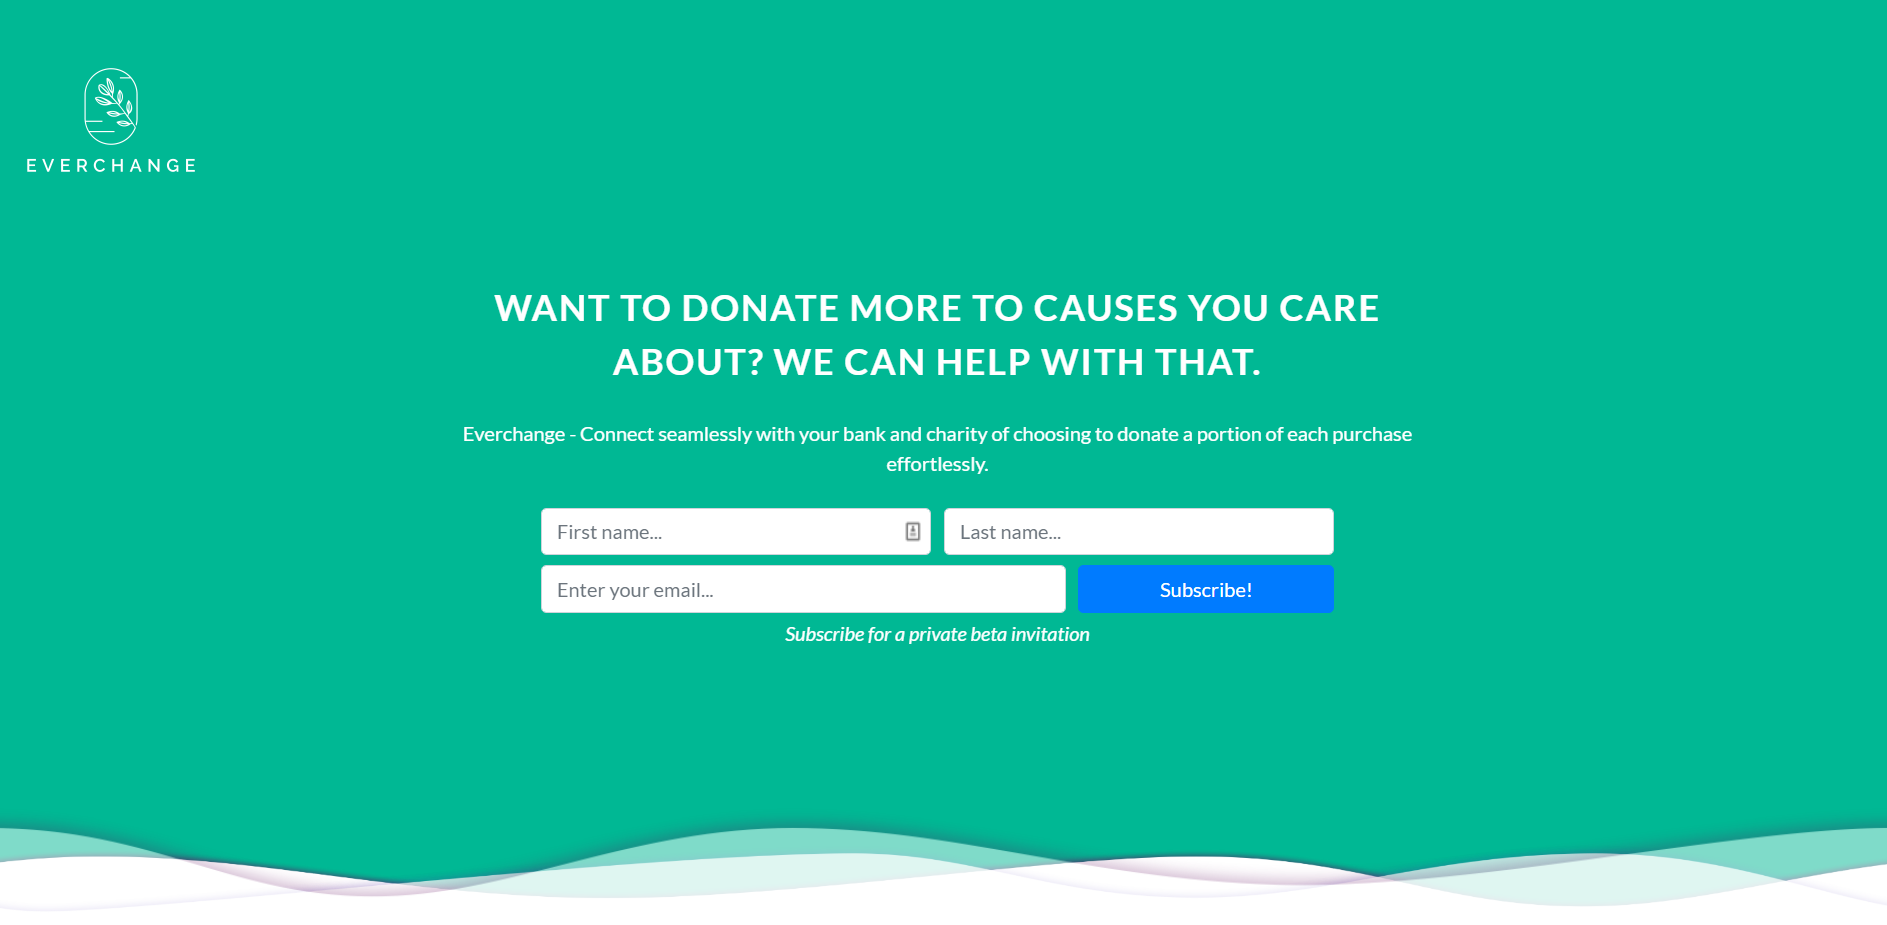 EVERCHANGE
WANT TO DONATE MORE TO CAUSES YOU CARE
ABOUT? WE CAN HELP WITH THAT.
Everchange - Connect seamlessly with your bank and charity of choosing to donate a portion of each purchase
effortlessly.
First name...
Last name...
Enter your email...
Subscribe!
Subscribe for a private beta invitation